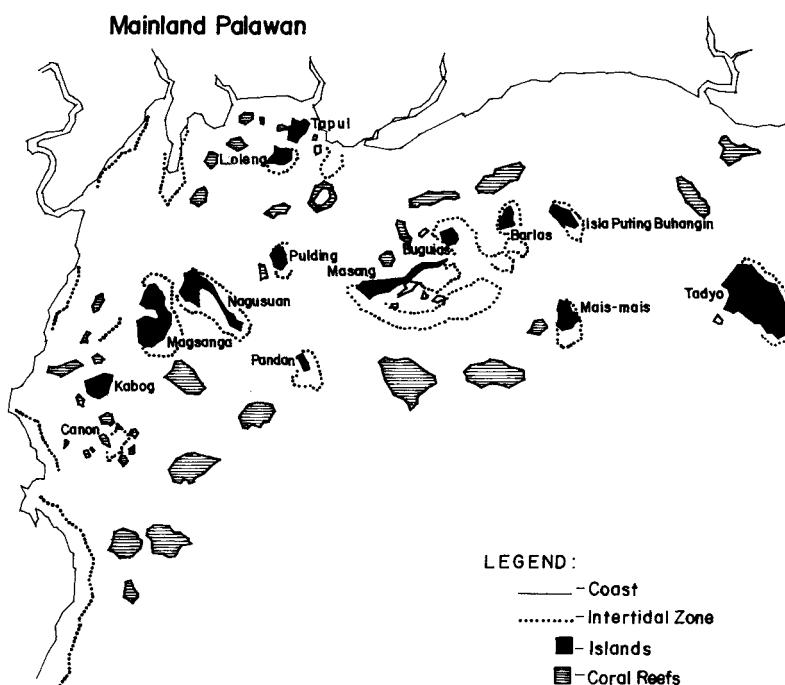 Mainland Palawan
Tapul
Loleng
Isla Puting Buhangin
Barlas
Buguias
Pulding
Masang
Tadyo
Nagusuan
Mais-mais
Magsanga
Pandan
Kabog
Canon
LEGEND:
- Coast
- Intertidal Zone
- Islands
- Coral Reefs